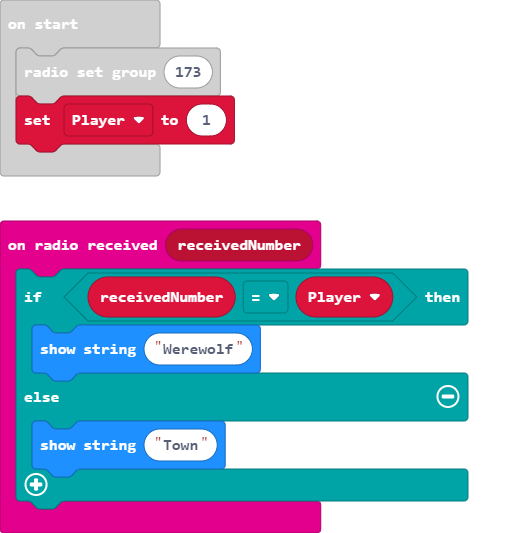 on start
radio set group 173
set Player to 1
on radio received receivedNumber
if receivedNumber = Player then
show string "Werewolf"
else
show string "Town"